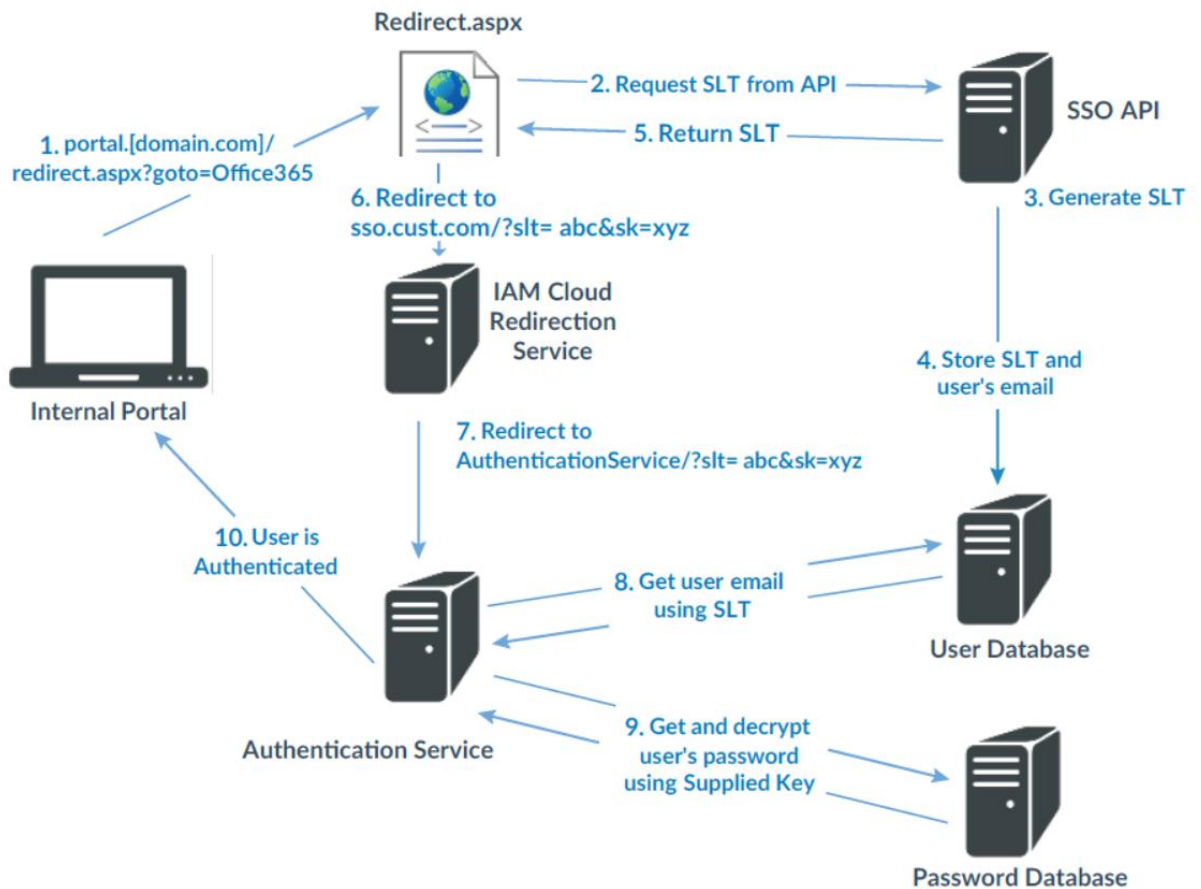 Redirect.aspx
2. Request SLT from API
SSO API
1. portal.[domain.com]/
redirect.aspx?goto=Office365
5. Return SLT
3. Generate SLT
6. Redirect to
sso.cust.com/?slt= abc&sk=xyz
IAM Cloud
Redirection
Service
4. Store SLT and
user's email
Internal Portal
7. Redirect to
AuthenticationService/?slt= abc&sk=xyz
10. User is
Authenticated
8. Get user email
using SLT
User Database
9. Get and decrypt
user's password
using Supplied Key
Authentication Service
Password Database